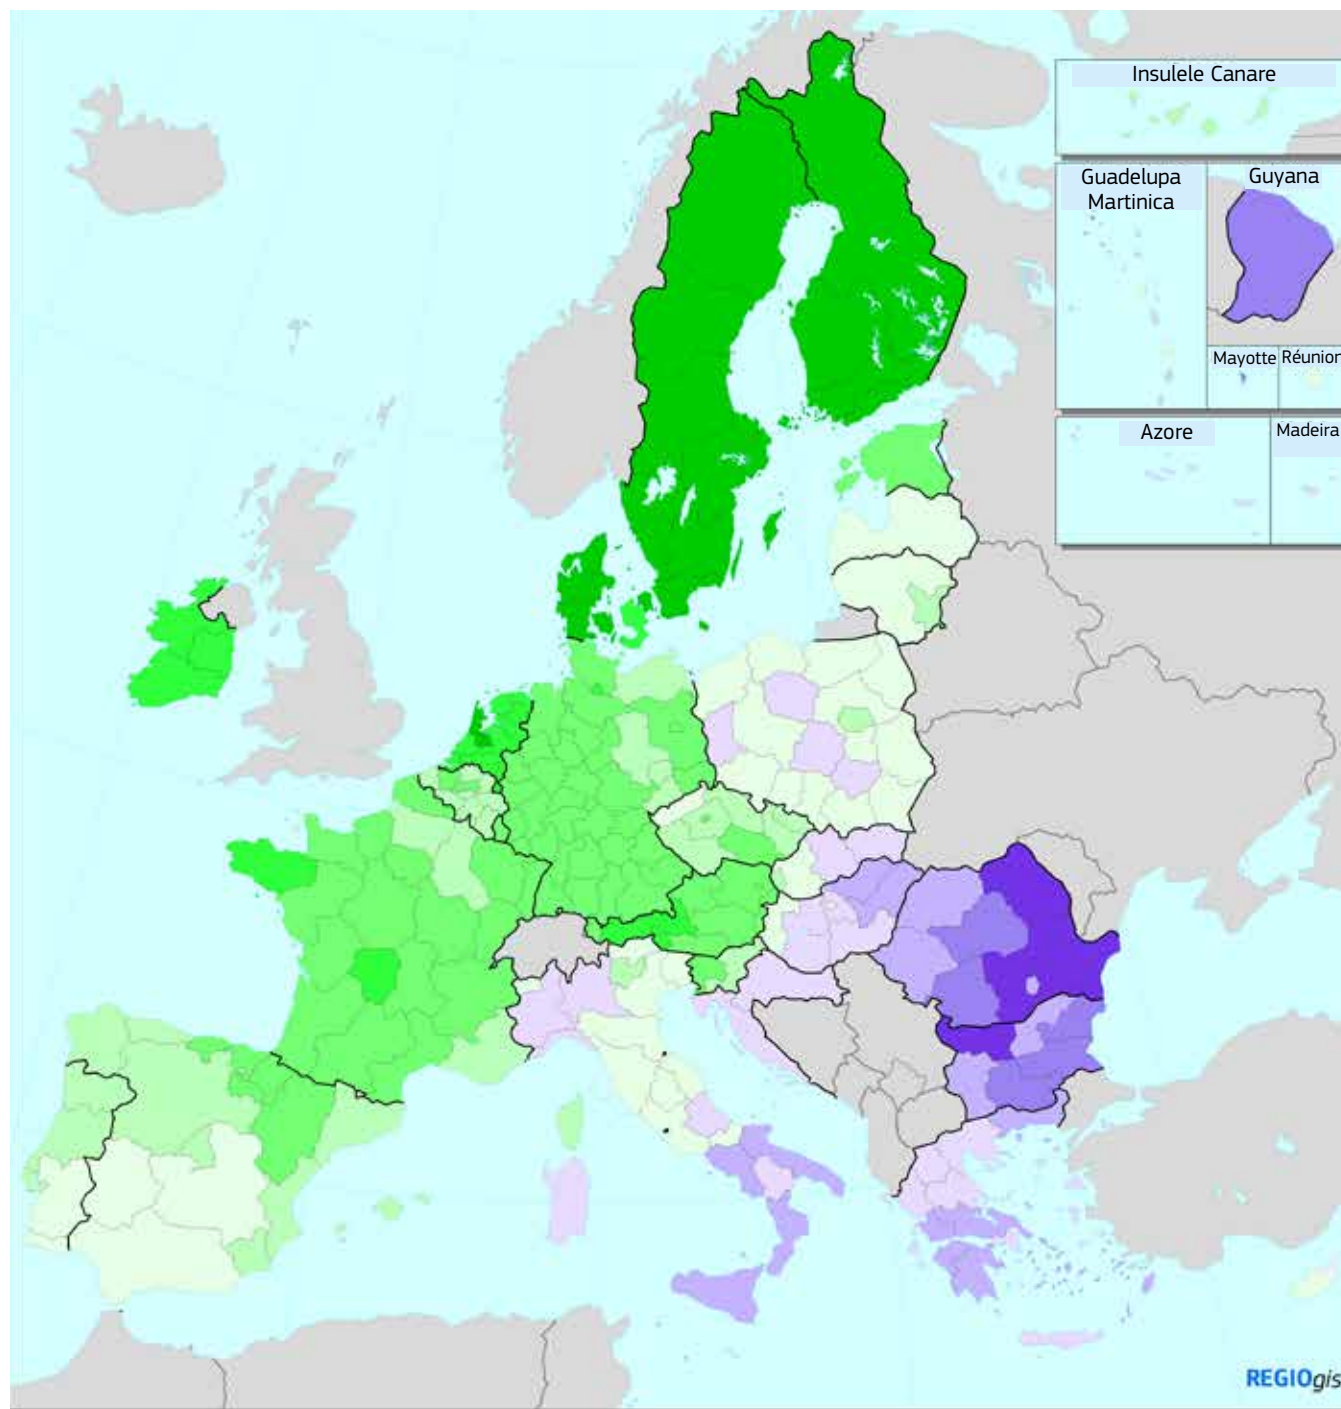 Insulele Canare
Guadelupa
Martinica
Guyana
Mayotte
Réunion
Azore
Madeira
REGIOgis